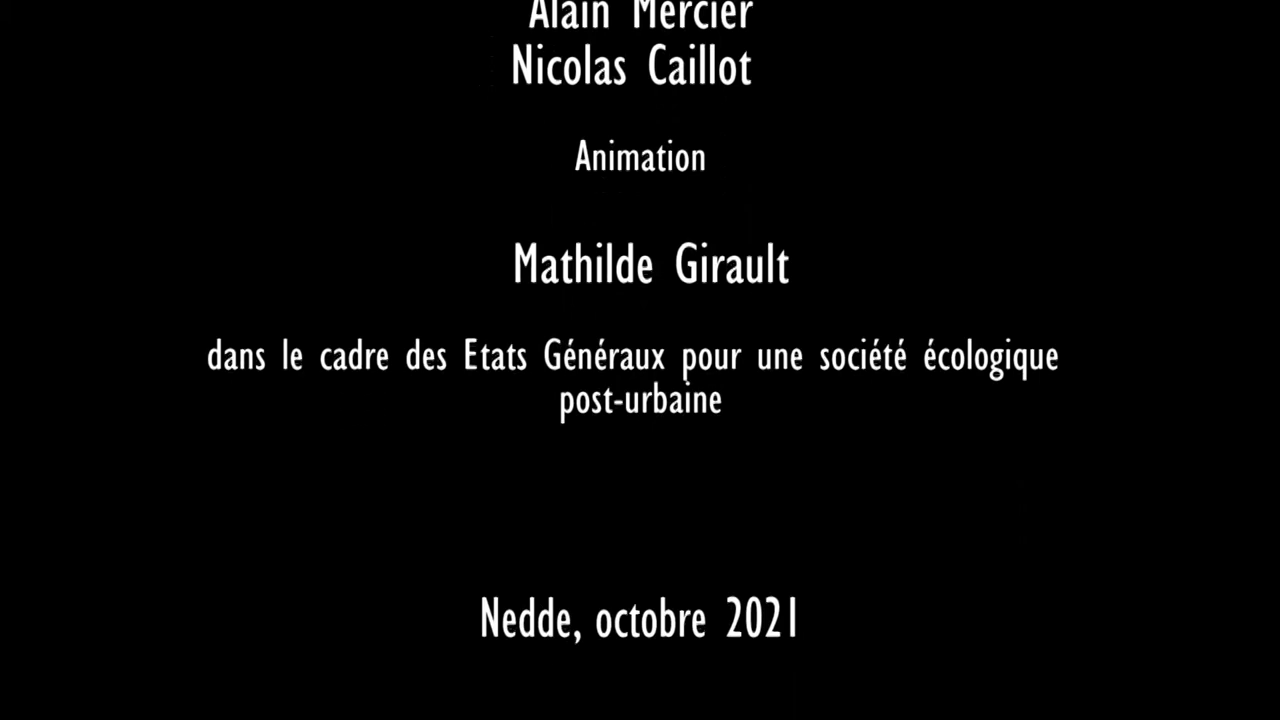 Alain Mercier
Nicolas Caillot
Animation
Mathilde Girault
dans le cadre des Etats Généraux pour une société écologique
post-urbaine
Nedde, octobre 2021